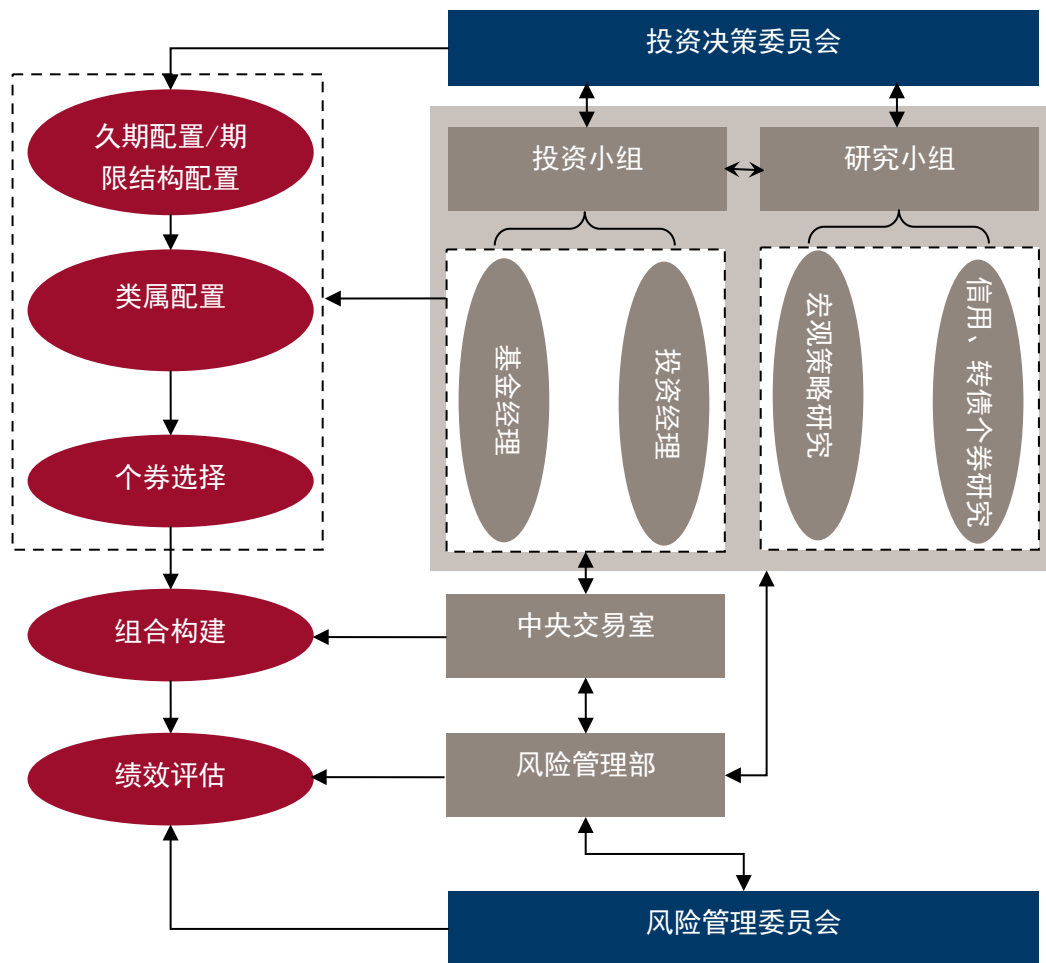 投资决策委员会
久期配置/期
限结构配置
投资小组
研究小组
类属配置
基金经理
投资经理
宏观策略研究
信用、转债个券研究
个券选择
组合构建
中央交易室
绩效评估
风险管理部
风险管理委员会